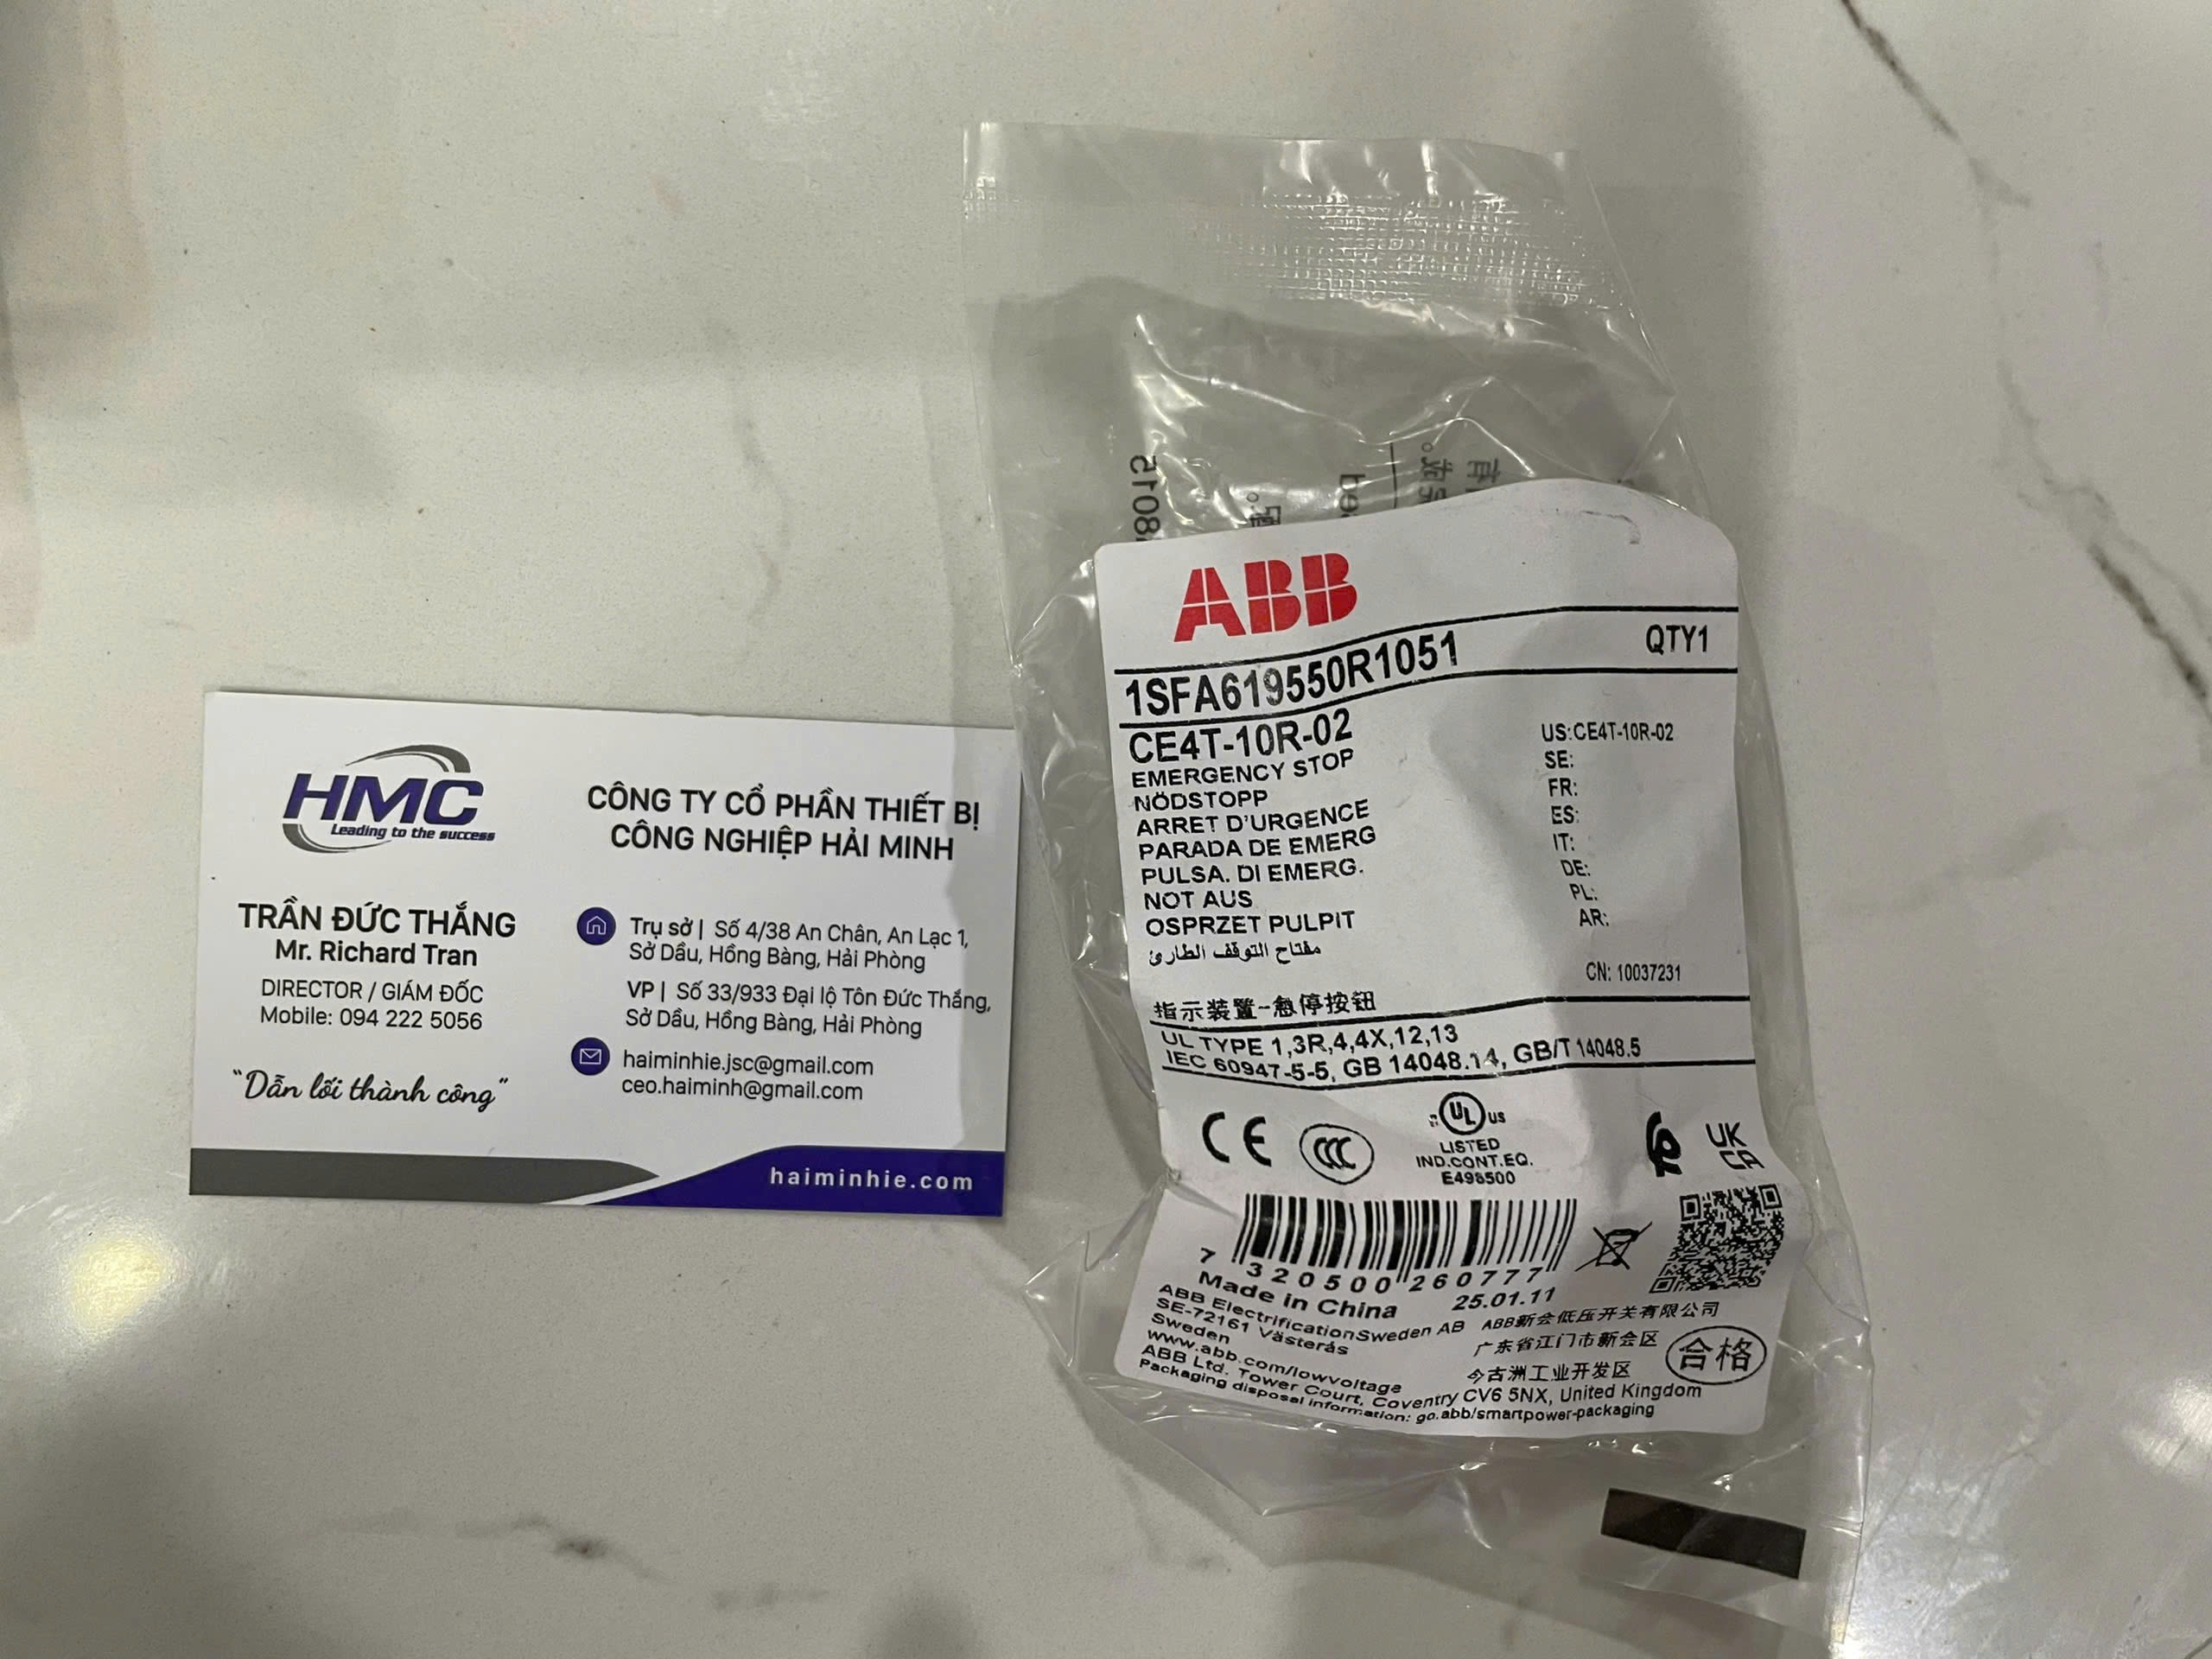 HMC
Leading to the success
TRẦN ĐỨC THẮNG
Mr. Richard Tran
DIRECTOR / GIÁM ĐỐC
Mobile: 094 222 5056
“Dẫn lối thành công”
CÔNG TY CỔ PHẦN THIẾT BỊ
CÔNG NGHIỆP HẢI MINH
Trụ sở | Số 4/38 An Chân, An Lạc 1,
Sở Dầu, Hồng Bàng, Hải Phòng
VP | Số 33/933 Đại lộ Tôn Đức Thắng,
Sở Dầu, Hồng Bàng, Hải Phòng
haiminhie.jsc@gmail.com
ceo.haiminh@gmail.com
haiminhie.com
ABB
1SFA619550R1051 QTY1
CE4T-10R-02
EMERGENCY STOP
NÖDSTOPP
ARRET D'URGENCE
PARADA DE EMERG
PULSA. DI EMERG.
NOT AUS
OSPRZET PULPIT
مفتاح التوقف الطارئ
US:CE4T-10R-02
SE:
FR:
ES:
IT:
DE:
PL:
AR:
CN: 10037231
指示装置-急停按钮
UL TYPE 1,3R,4,4X,12,13
IEC 60947-5-5, GB 14048.14, GB/T 14048.5
CE
CCC
UL US
LISTED
IND.CONT.EQ.
E498500
UK
CA
7 320500 260777
Made in China 25.01.11
ABB ElectrificationSweden AB
SE-72161 Västerås
Sweden
www.abb.com/lowvoltage
ABB新会低压开关有限公司
广东省江门市新会区
今古洲工业开发区
合格
ABB Ltd. Tower Court, Coventry CV6 5NX, United Kingdom
Packaging disposal information: go.abb/smartpower-packaging